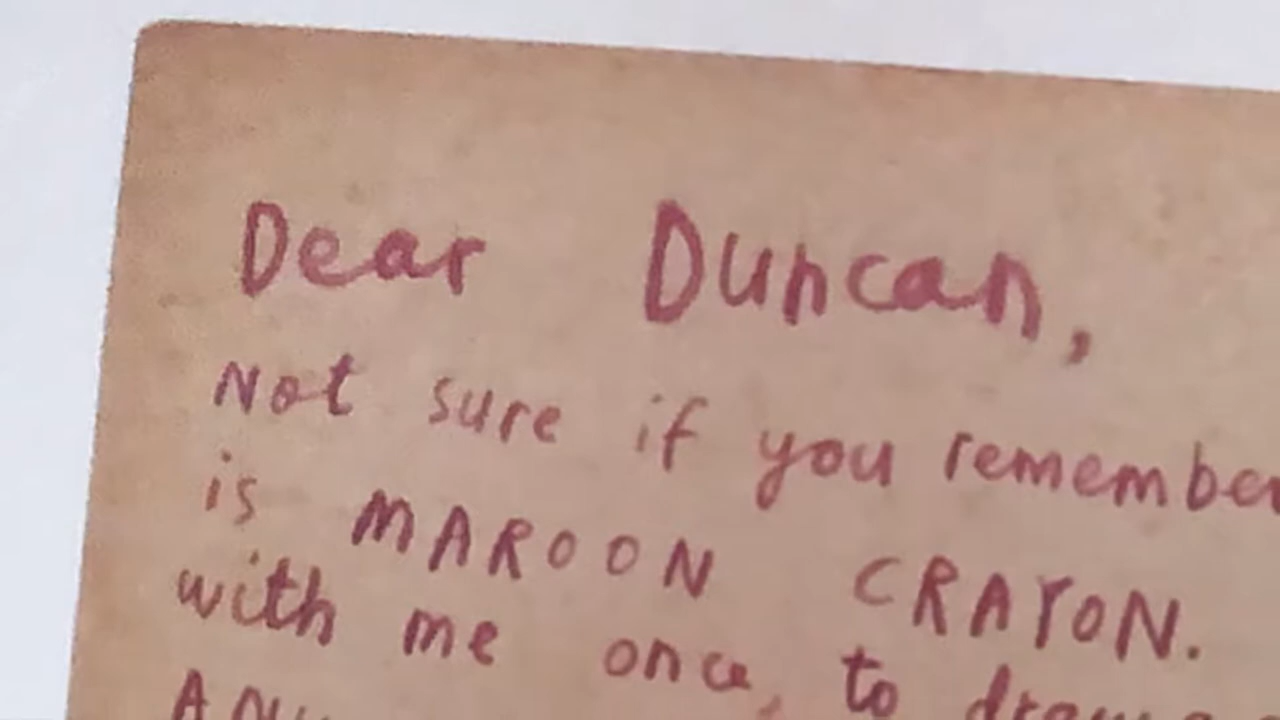 Dear Duncan,
Not sure if you remember
is MAROON CRAYON.
with me once, to